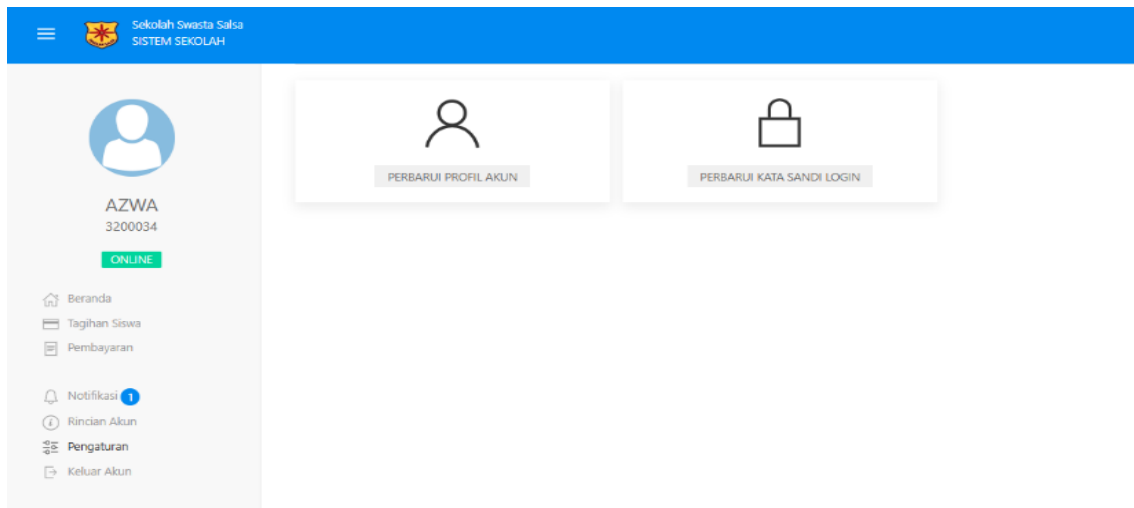 Sekolah Swasta Salsa
SISTEM SEKOLAH
AZWA
3200034
ONLINE
Beranda
Tagihan Siswa
Pembayaran
Notifikasi 1
Rincian Akun
Pengaturan
Keluar Akun
PERBARUI PROFIL AKUN
PERBARUI KATA SANDI LOGIN